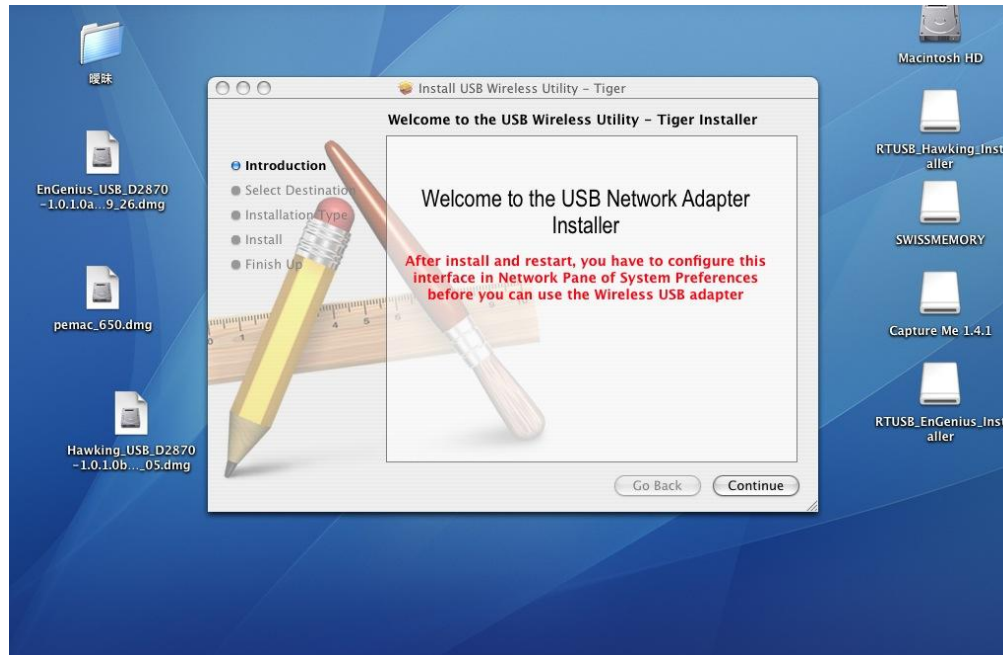 曖昧
EnGenius_USB_D2870
-1.0.1.0a...9_26.dmg
pemac_650.dmg
Hawking_USB_D2870
-1.0.1.0b..._05.dmg
Install USB Wireless Utility – Tiger
Welcome to the USB Wireless Utility – Tiger Installer
Introduction
Select Destination
Installation Type
Install
Finish Up
Welcome to the USB Network Adapter
Installer
After install and restart, you have to configure this
interface in Network Pane of System Preferences
before you can use the Wireless USB adapter
Go Back
Continue
Macintosh HD
RTUSB_Hawking_Inst
aller
SWISSMEMORY
Capture Me 1.4.1
RTUSB_EnGenius_Inst
aller